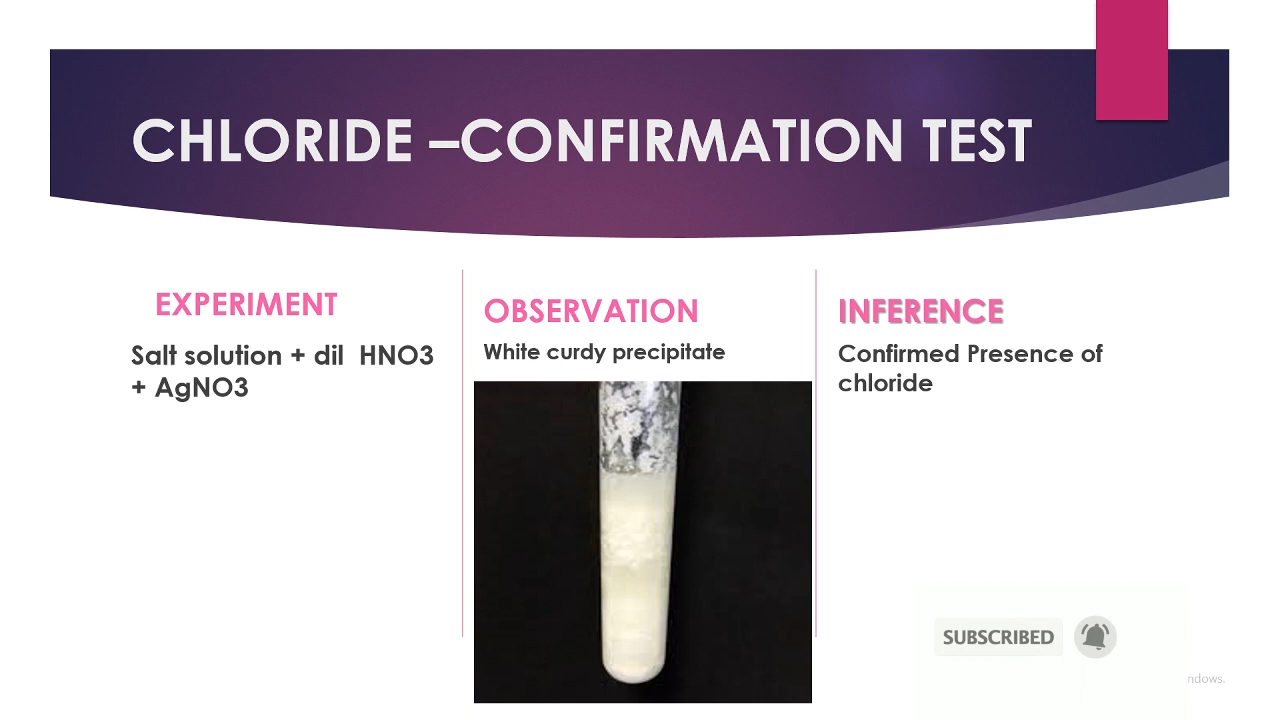 CHLORIDE –CONFIRMATION TEST
EXPERIMENT
Salt solution + dil  HNO3
+ AgNO3
OBSERVATION
White curdy precipitate
INFERENCE
Confirmed Presence of
chloride
SUBSCRIBED
ndows.